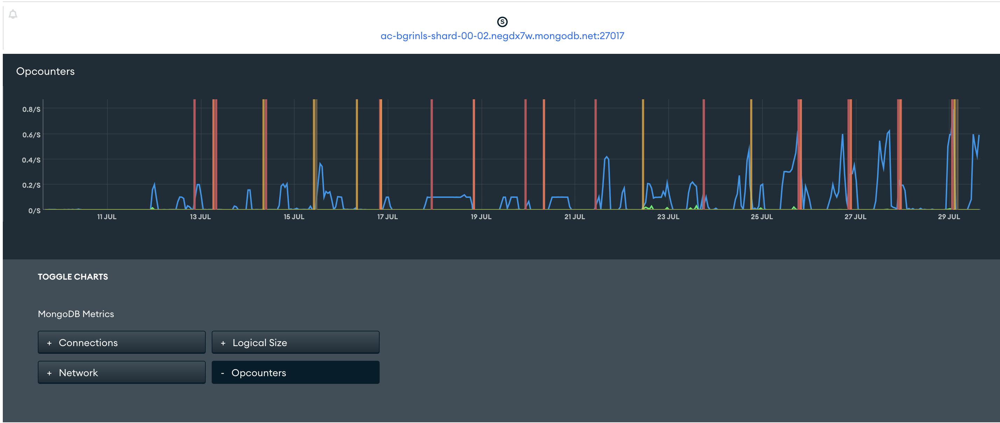 S
ac-bgrinls-shard-00-02.negdx7w.mongodb.net:27017
Opcounters
0.8/S
0.6/S
0.4/S
0.2/S
0/S
11 JUL 13 JUL 15 JUL 17 JUL 19 JUL 21 JUL 23 JUL 25 JUL 27 JUL 29 JUL
TOGGLE CHARTS
MongoDB Metrics
+ Connections
+ Logical Size
+ Network
- Opcounters